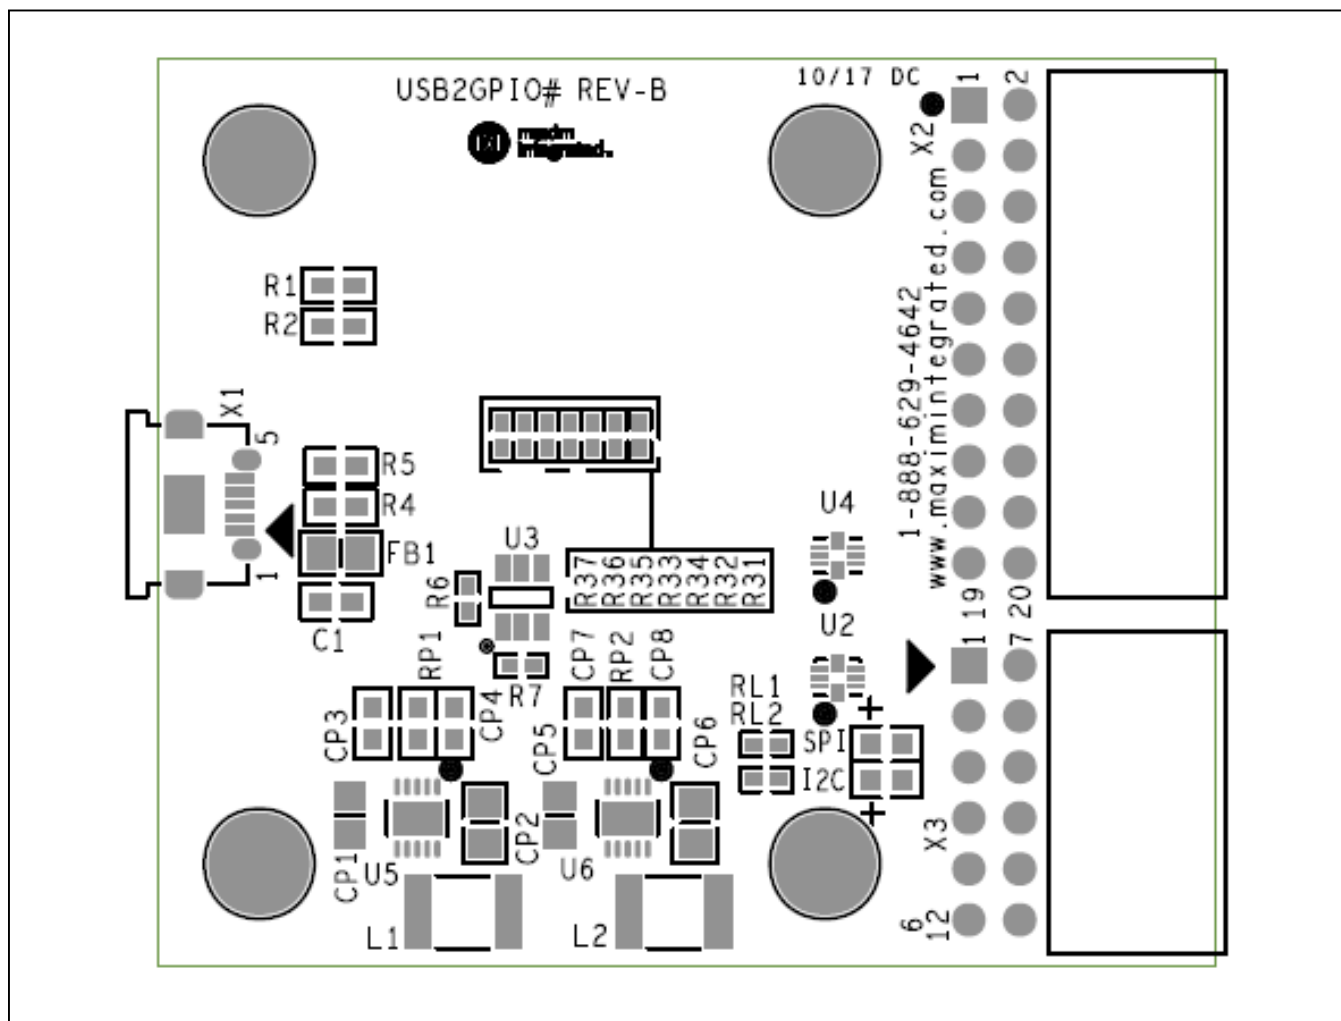 USB2GPIO# REV-B
maxim
integrated™
10/17 DC
1
2
X2
1-888-629-4642
www.maximintegrated.com
19
20
R1
R2
X1
5
1
R5
R4
FB1
C1
U3
R6
R7
R37
R36
R35
R33
R34
R32
R31
U4
U2
1
7
RP1
CP3
CP4
CP7
RP2
CP8
CP5
CP6
RL1
RL2
SPI
I2C
+
+
CP1
U5
CP2
U6
L1
L2
X3
6
12